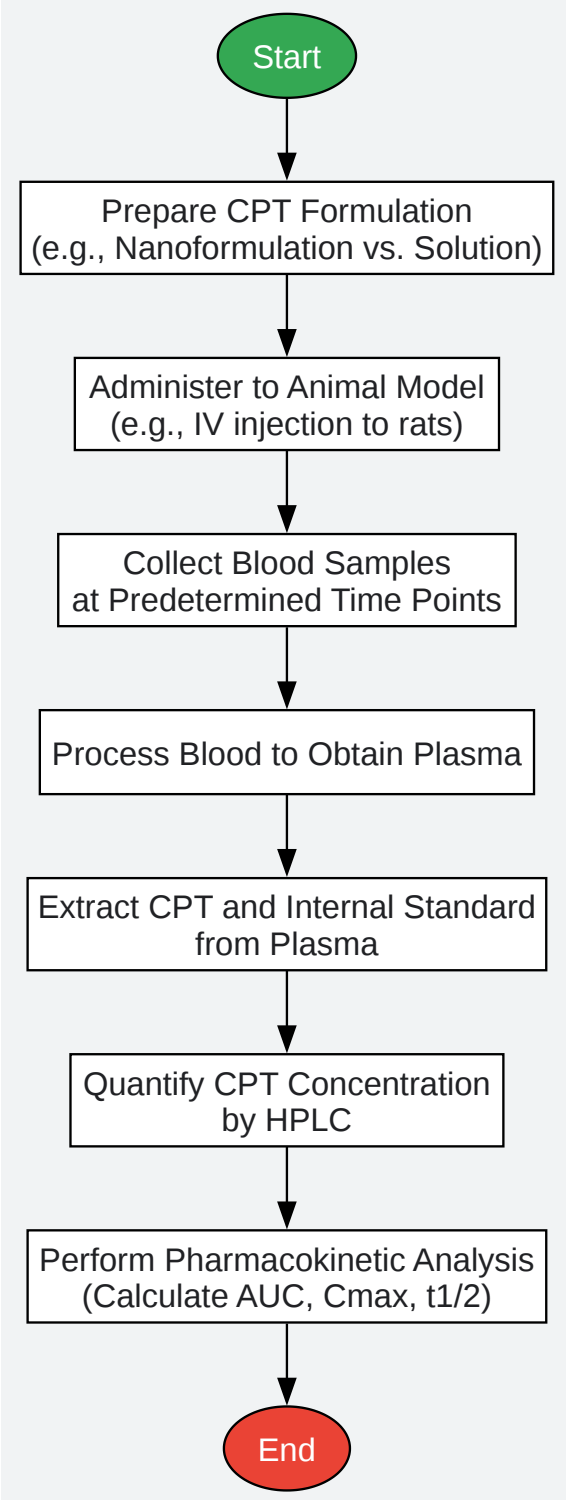 Start
Prepare CPT Formulation
(e.g., Nanoformulation vs. Solution)
Administer to Animal Model
(e.g., IV injection to rats)
Collect Blood Samples
at Predetermined Time Points
Process Blood to Obtain Plasma
Extract CPT and Internal Standard
from Plasma
Quantify CPT Concentration
by HPLC
Perform Pharmacokinetic Analysis
(Calculate AUC, Cmax, t1/2)
End